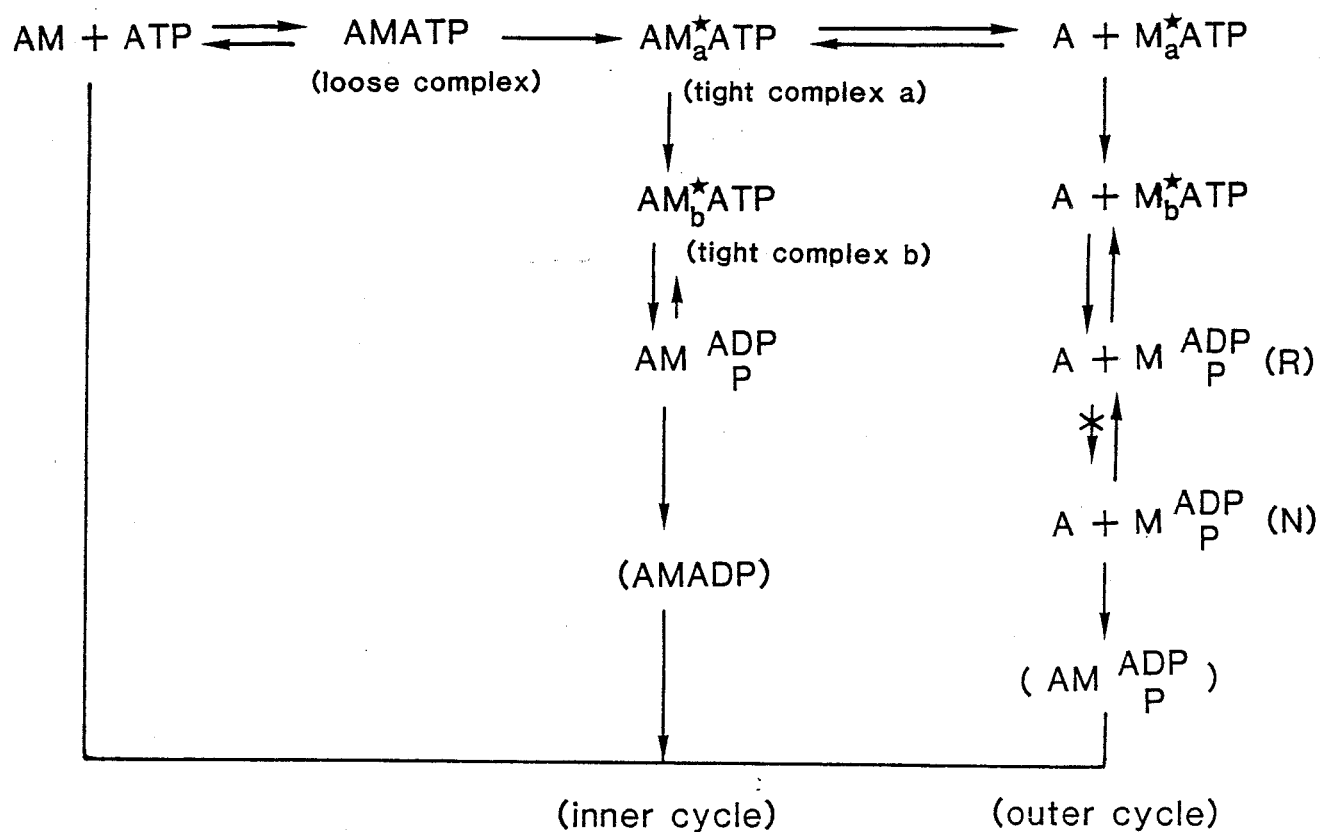 AM + ATP AMATP AM★aATP A + M★aATP
(loose complex) (tight complex a)
AM★bATP A + M★bATP
(tight complex b)
AM ADP P A + M ADP P (R)
A + M ADP P (N)
(AMADP)
( AM ADP P )
(inner cycle) (outer cycle)